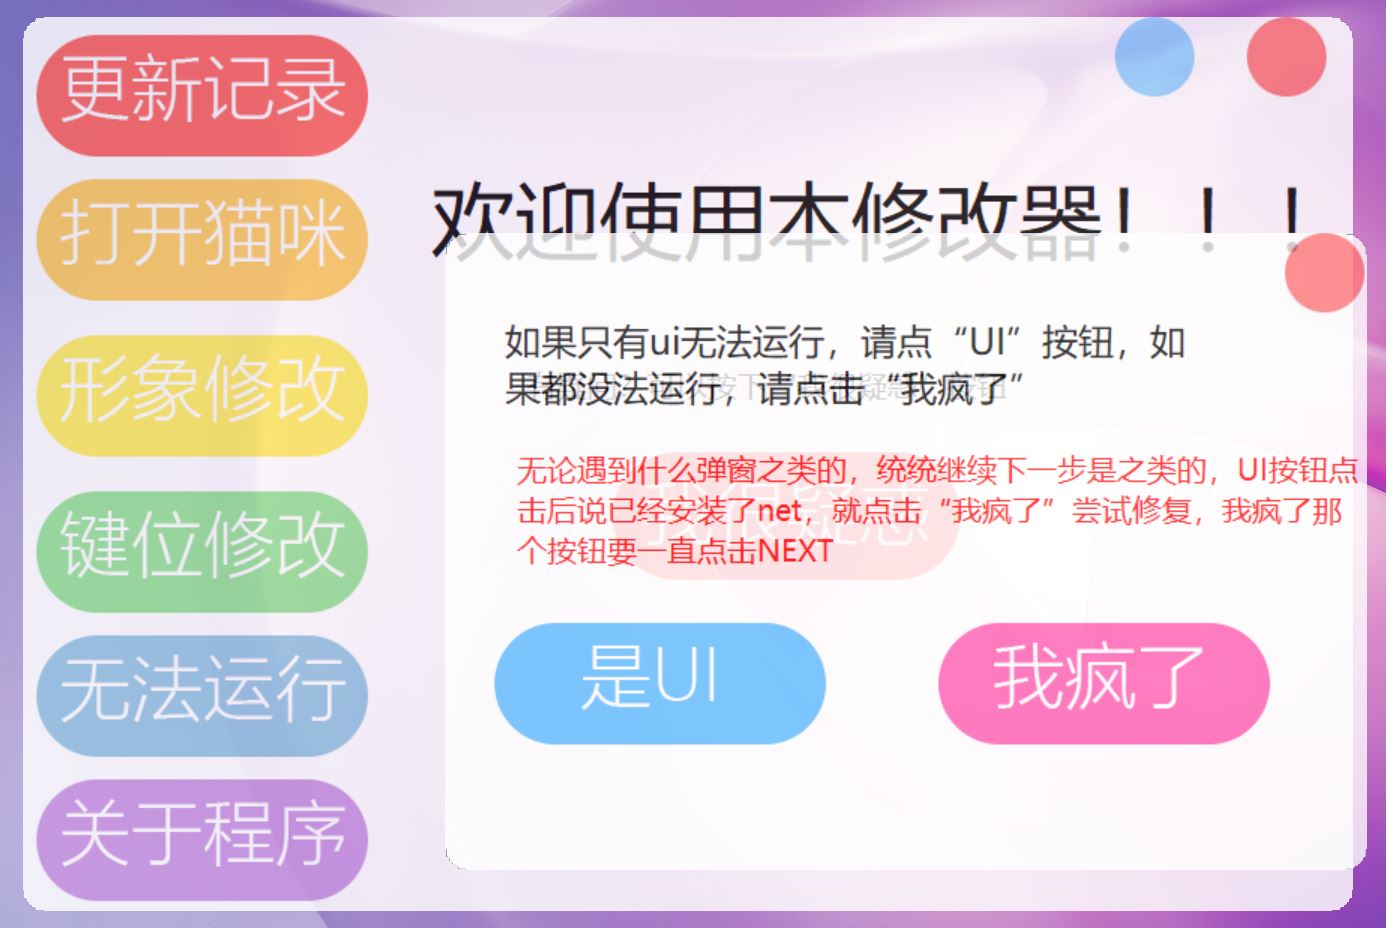 更新记录
打开猫咪
形象修改
键位修改
无法运行
关于程序
欢迎使用本修改器！！！
如果只有ui无法运行，请点“UI”按钮，如
果都没法运行，请点击“我疯了”
无论遇到什么弹窗之类的，统统继续下一步是之类的，UI按钮点
击后说已经安装了net，就点击“我疯了”尝试修复，我疯了那
个按钮要一直点击NEXT
我很疑惑
是UI
我疯了